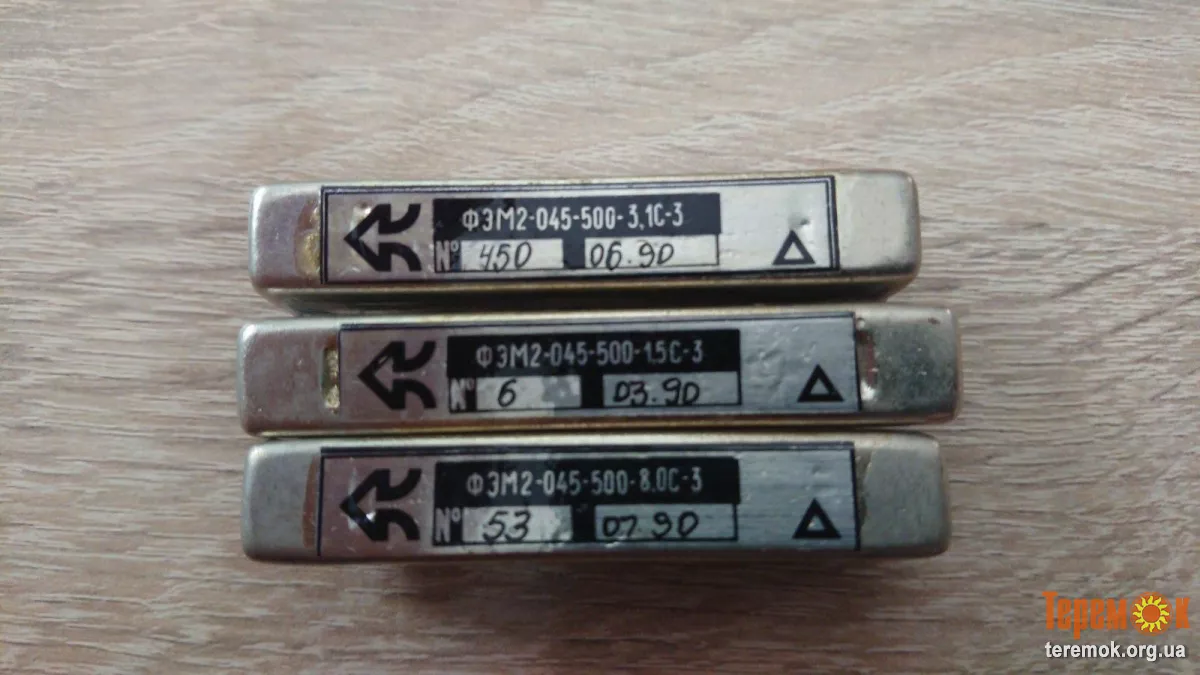 ФЭМ2-045-500-3,1С-3
№ 450 06.90
ФЭМ2-045-500-1.5С-3
№ 6 03.90
ФЭМ2-045-500-8.0С-3
№ 53 07.90
Теремок
teremok.org.ua